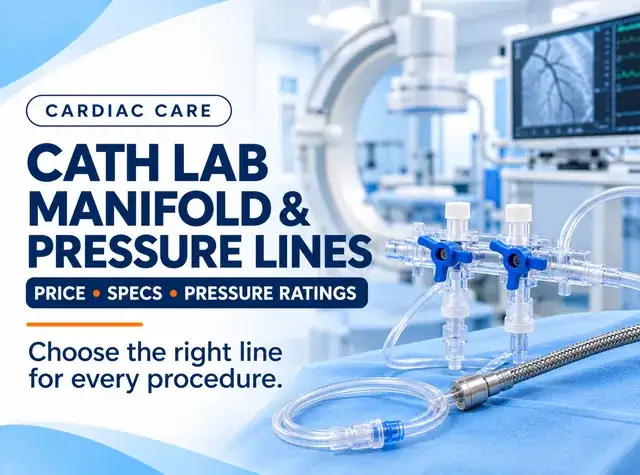 CARDIAC CARE
CATH LAB
MANIFOLD &
PRESSURE LINES
PRICE • SPECS • PRESSURE RATINGS
Choose the right line
for every procedure.